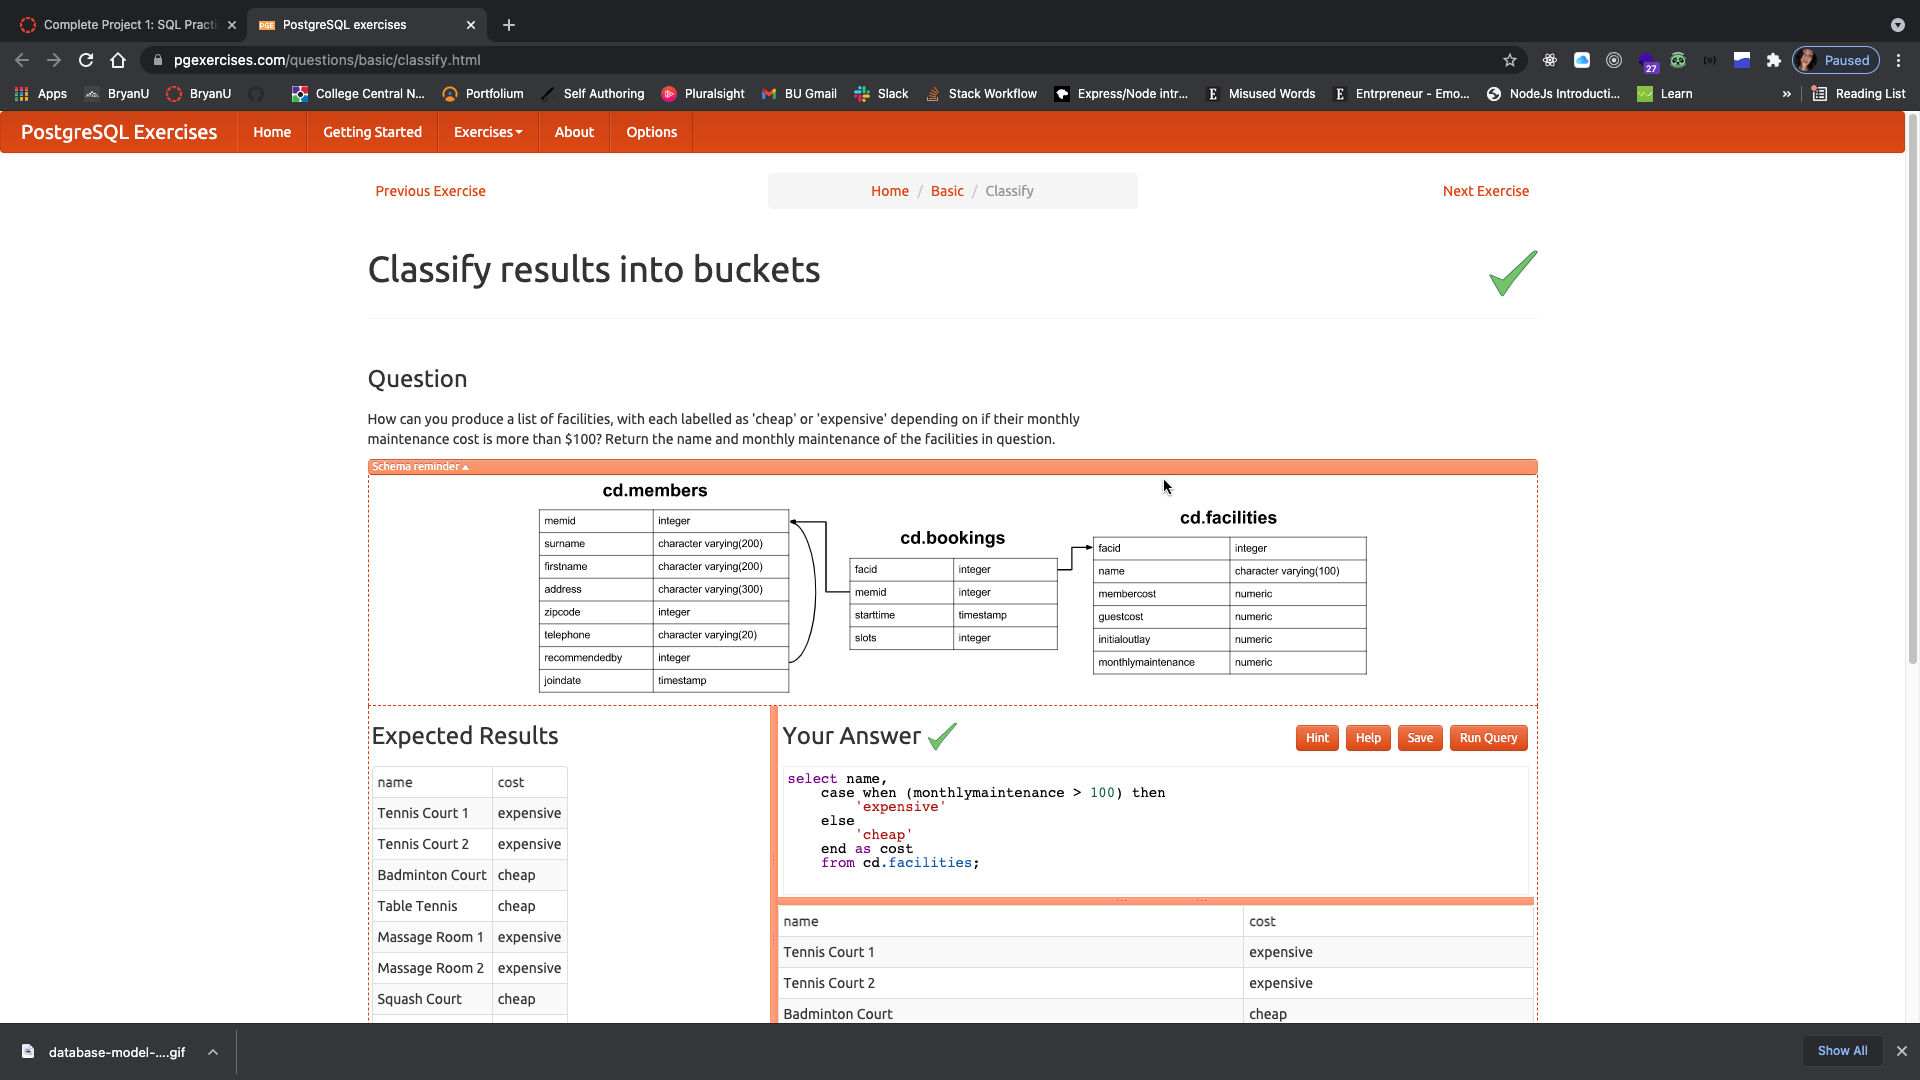 Complete Project 1: SQL Practi
PostgreSQL exercises
pgexercises.com/questions/basic/classify.html
27
Paused
Apps
BryanU
BryanU
College Central N...
Portfolium
Self Authoring
Pluralsight
BU Gmail
Slack
Stack Workflow
Express/Node intr...
Misused Words
Entrpreneur - Emo...
NodeJs Introducti...
Learn
»
Reading List
PostgreSQL Exercises
Home
Getting Started
Exercises
About
Options
Previous Exercise
Home / Basic / Classify
Next Exercise
Classify results into buckets
Question
How can you produce a list of facilities, with each labelled as 'cheap' or 'expensive' depending on if their monthly
maintenance cost is more than $100? Return the name and monthly maintenance of the facilities in question.
Schema reminder
cd.members
memid integer
surname character varying(200)
firstname character varying(200)
address character varying(300)
zipcode integer
telephone character varying(20)
recommendedby integer
joindate timestamp
cd.bookings
facid integer
memid integer
starttime timestamp
slots integer
cd.facilities
facid integer
name character varying(100)
membercost numeric
guestcost numeric
initialoutlay numeric
monthlymaintenance numeric
Expected Results
name cost
Tennis Court 1 expensive
Tennis Court 2 expensive
Badminton Court cheap
Table Tennis cheap
Massage Room 1 expensive
Massage Room 2 expensive
Squash Court cheap
Your Answer
Hint
Help
Save
Run Query
select name,
case when (monthlymaintenance > 100) then
'expensive'
else
'cheap'
end as cost
from cd.facilities;
name cost
Tennis Court 1 expensive
Tennis Court 2 expensive
Badminton Court cheap
database-model-....gif
Show All